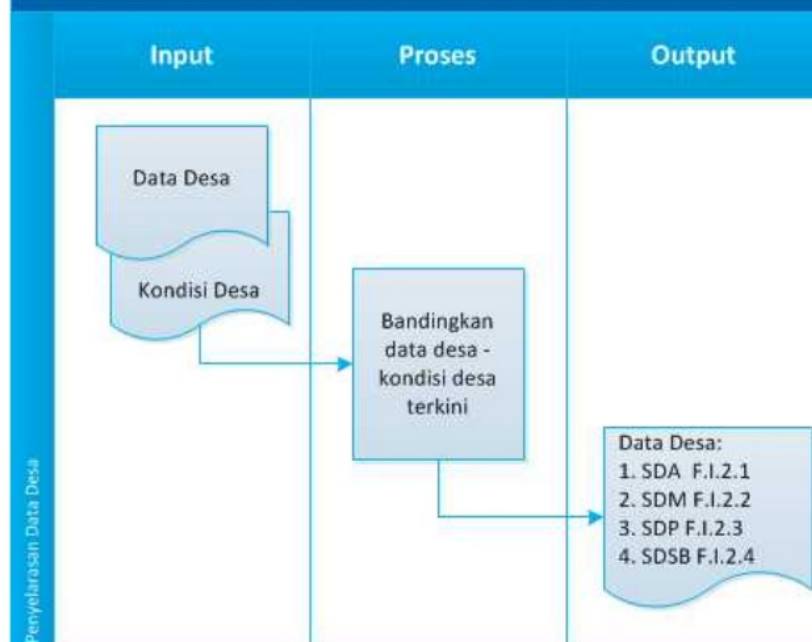 Input
Proses
Output
Data Desa
Kondisi Desa
Bandingkan
data desa -
kondisi desa
terkini
Data Desa:
1. SDA F.I.2.1
2. SDM F.I.2.2
3. SDP F.I.2.3
4. SDSB F.I.2.4
Penyelarasan Data Desa